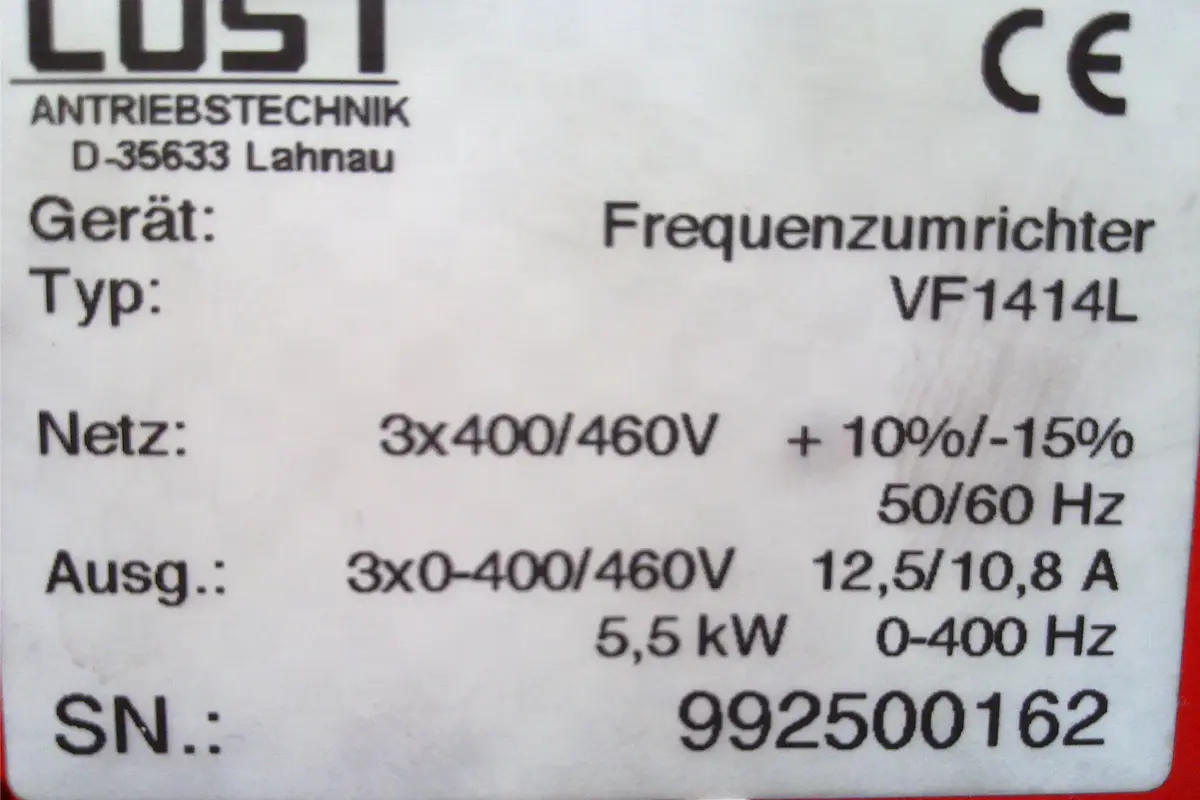 LUST
ANTRIEBSTECHNIK
D-35633 Lahnau
CE
Gerät: Frequenzumrichter
Typ: VF1414L
Netz: 3x400/460V + 10%/-15%
50/60 Hz
Ausg.: 3x0-400/460V 12,5/10,8 A
5,5 kW 0-400 Hz
SN.: 992500162